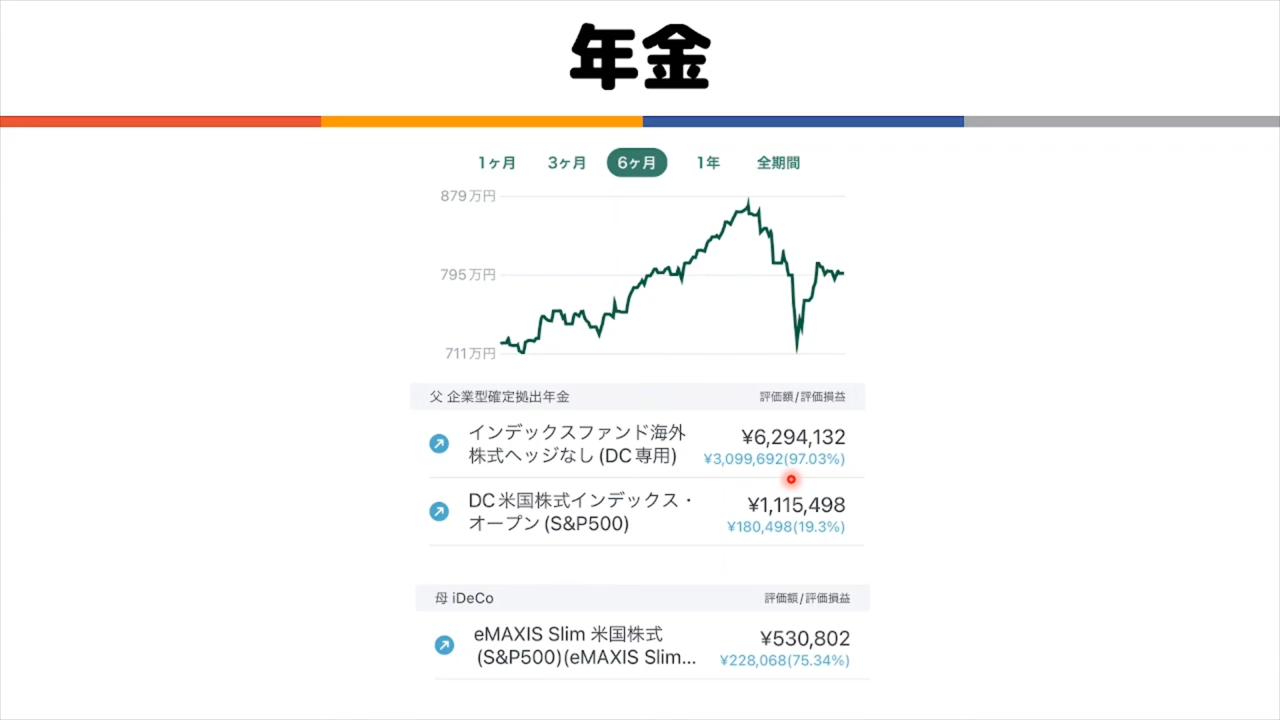 年金
1ヶ月 3ヶ月 6ヶ月 1年 全期間
879万円
795万円
711万円
父 企業型確定拠出年金 評価額/評価損益
インデックスファンド海外 ¥6,294,132
株式ヘッジなし(DC専用) ¥3,099,692(97.03%)
DC米国株式インデックス・ ¥1,115,498
オープン(S&P500) ¥180,498(19.3%)
母 iDeCo 評価額/評価損益
eMAXIS Slim 米国株式 ¥530,802
(S&P500)(eMAXIS Slim... ¥228,068(75.34%)